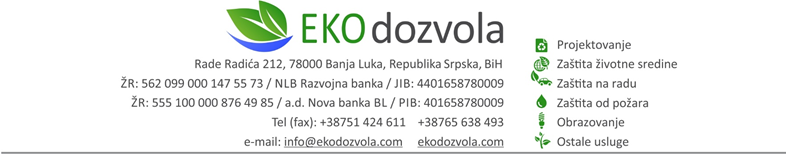 EKO dozvola
Rade Radića 212, 78000 Banja Luka, Republika Srpska, BiH
ŽR: 562 099 000 147 55 73 / NLB Razvojna banka / JIB: 4401658780009
ŽR: 555 100 000 876 49 85 / a.d. Nova banka BL / PIB: 401658780009
Tel (fax): +38751 424 611 +38765 638 493
e-mail: info@ekodozvola.com ekodozvola.com
Projektovanje
Zaštita životne sredine
Zaštita na radu
Zaštita od požara
Obrazovanje
Ostale usluge